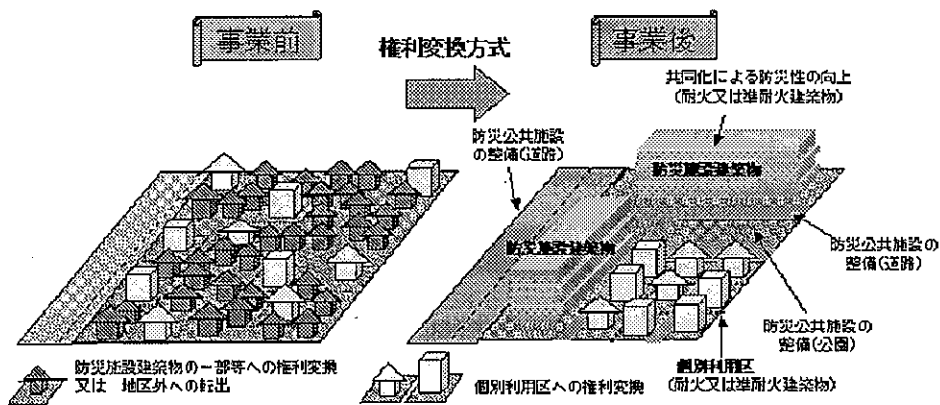 事業前
権利変換方式
事業後
共同化による防災性の向上
(耐火又は準耐火建築物)
防災公共施設
の整備(道路)
防災施設建築物
防災施設建築物
防災公共施設の
整備(道路)
防災公共施設の
整備(公園)
個別利用区
(耐火又は準耐火建築物)
防災施設建築物の一部等への権利変換
又は 地区外への転出
個別利用区への権利変換